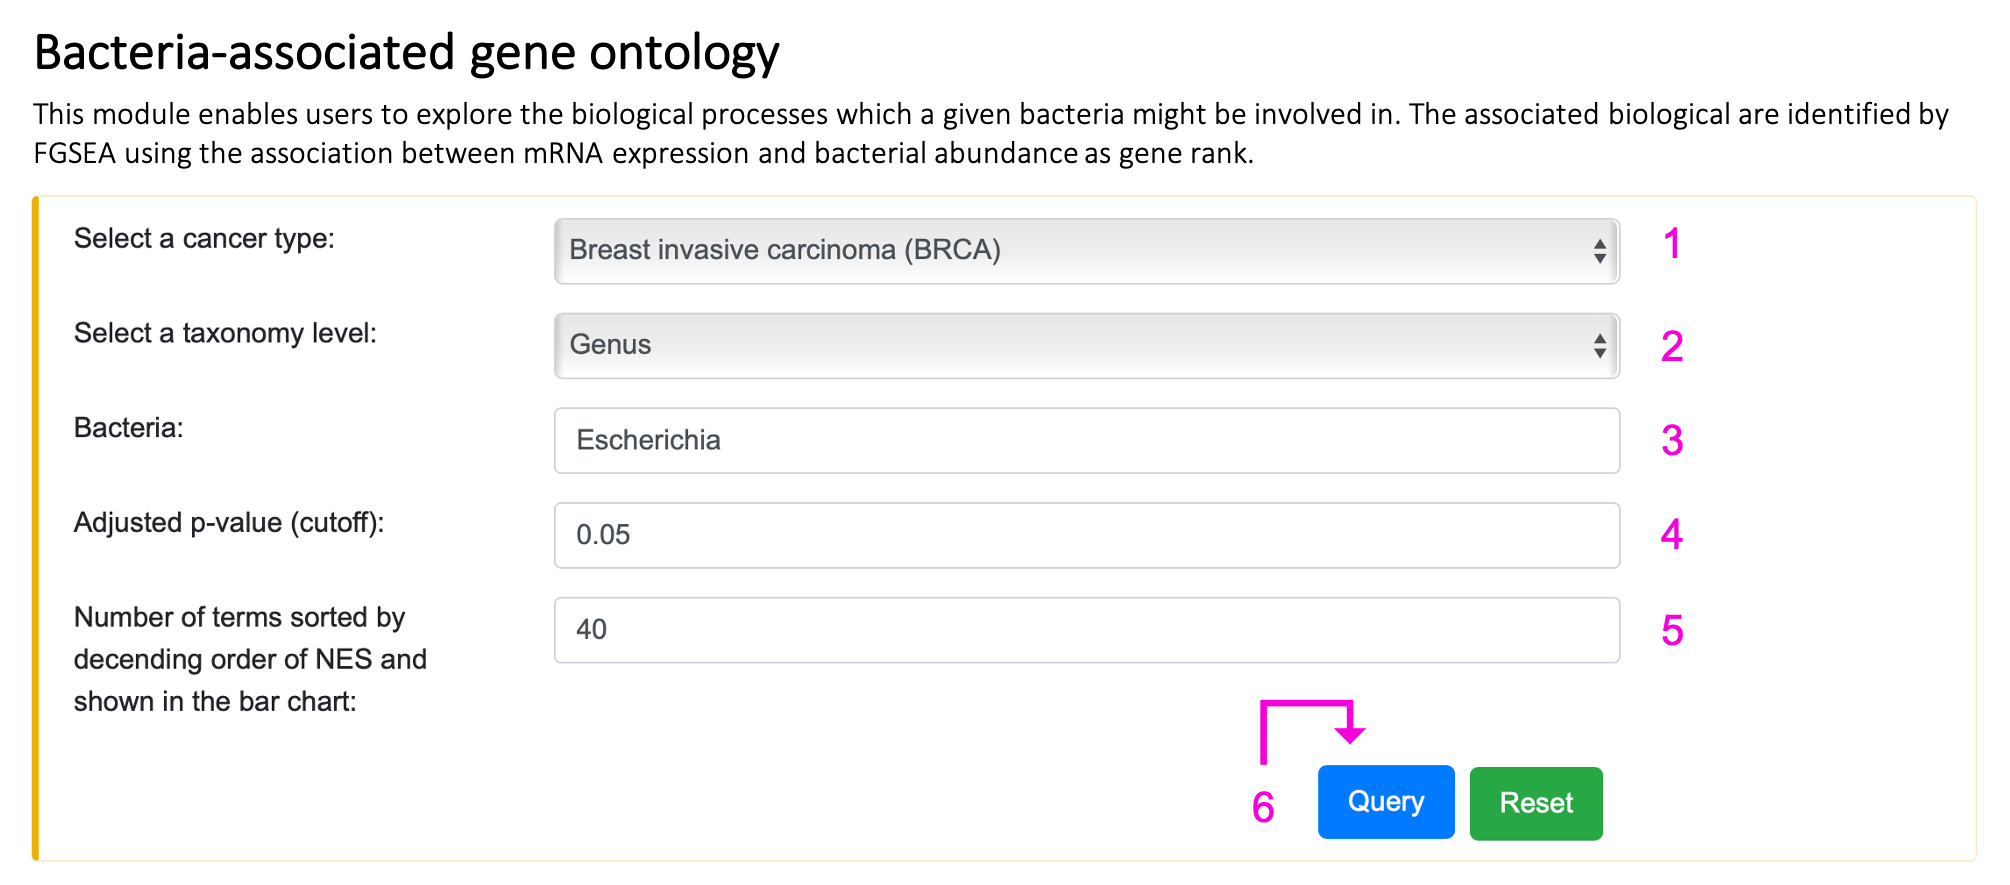 Bacteria-associated gene ontology
This module enables users to explore the biological processes which a given bacteria might be involved in. The associated biological are identified by
FGSEA using the association between mRNA expression and bacterial abundance as gene rank.
Select a cancer type:
Breast invasive carcinoma (BRCA)
1
Select a taxonomy level:
Genus
2
Bacteria:
Escherichia
3
Adjusted p-value (cutoff):
0.05
4
Number of terms sorted by
decending order of NES and
shown in the bar chart:
40
5
6
Query
Reset